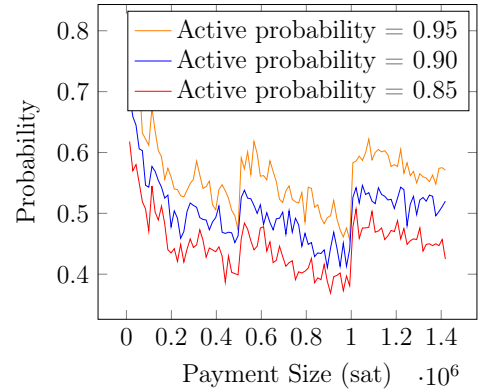 0.8
0.7
0.6
0.5
0.4
Probability
Active probability = 0.95
Active probability = 0.90
Active probability = 0.85
0 0.2 0.4 0.6 0.8 1 1.2 1.4
Payment Size (sat) ·10⁶